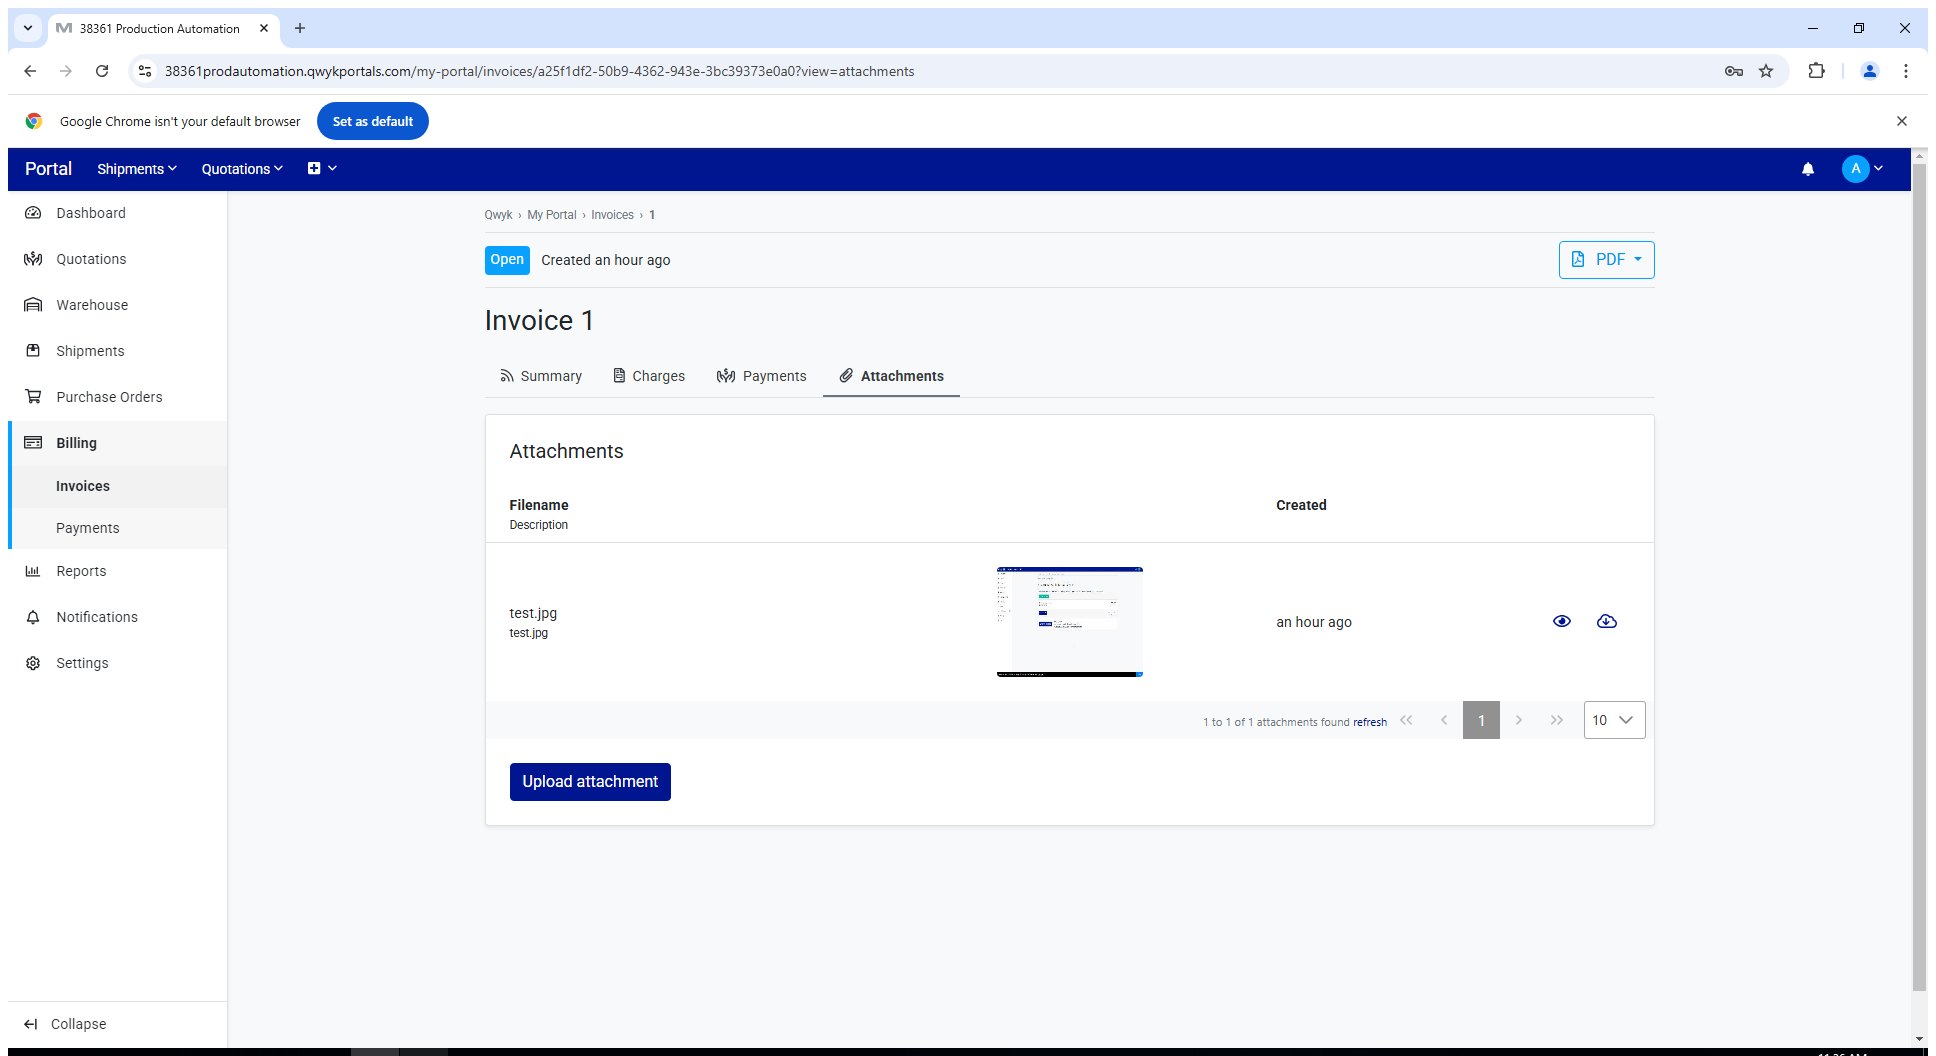 38361 Production Automation
38361prodautomation.qwykportals.com/my-portal/invoices/a25f1df2-50b9-4362-943e-3bc39373e0a0?view=attachments
Google Chrome isn't your default browser
Set as default
Portal
Shipments
Quotations
A
Dashboard
Quotations
Warehouse
Shipments
Purchase Orders
Billing
Invoices
Payments
Reports
Notifications
Settings
Collapse
Qwyk › My Portal › Invoices › 1
Open
Created an hour ago
PDF
Invoice 1
Summary
Charges
Payments
Attachments
Attachments
Filename
Description
Created
test.jpg
test.jpg
an hour ago
1 to 1 of 1 attachments found refresh
1
10
Upload attachment